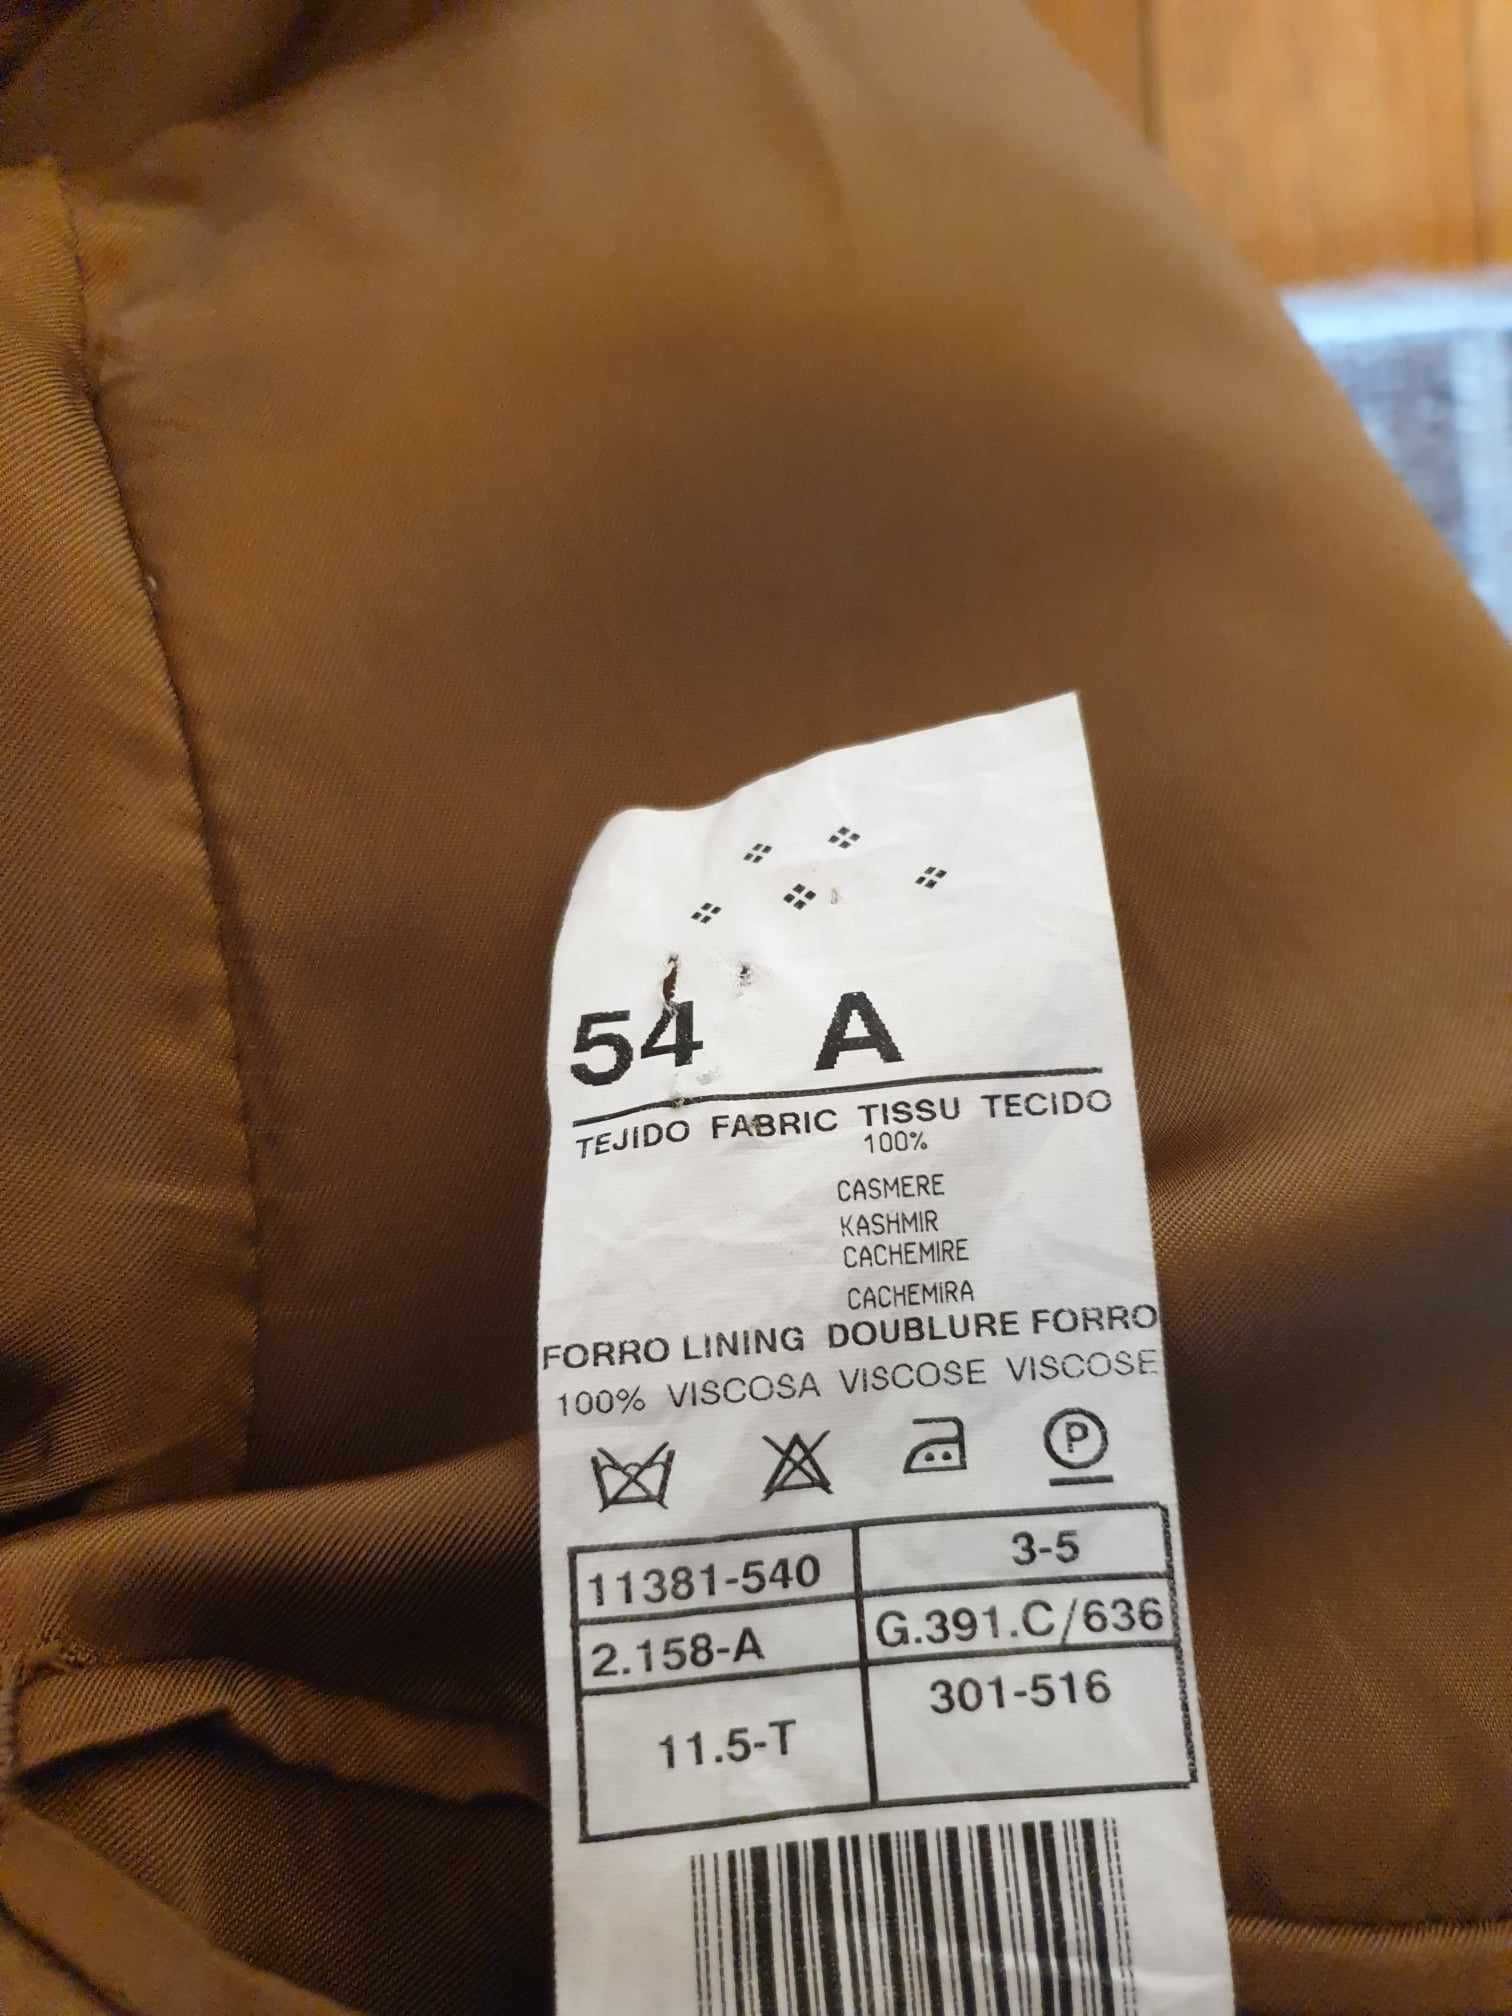 54 A
TEJIDO FABRIC TISSU TECIDO
100%
CASMERE
KASHMIR
CACHEMIRE
CACHEMIRA
FORRO LINING DOUBLURE FORRO
100% VISCOSA VISCOSE VISCOSE
P
11381-540 3-5
2.158-A G.391.C/636
11.5-T 301-516